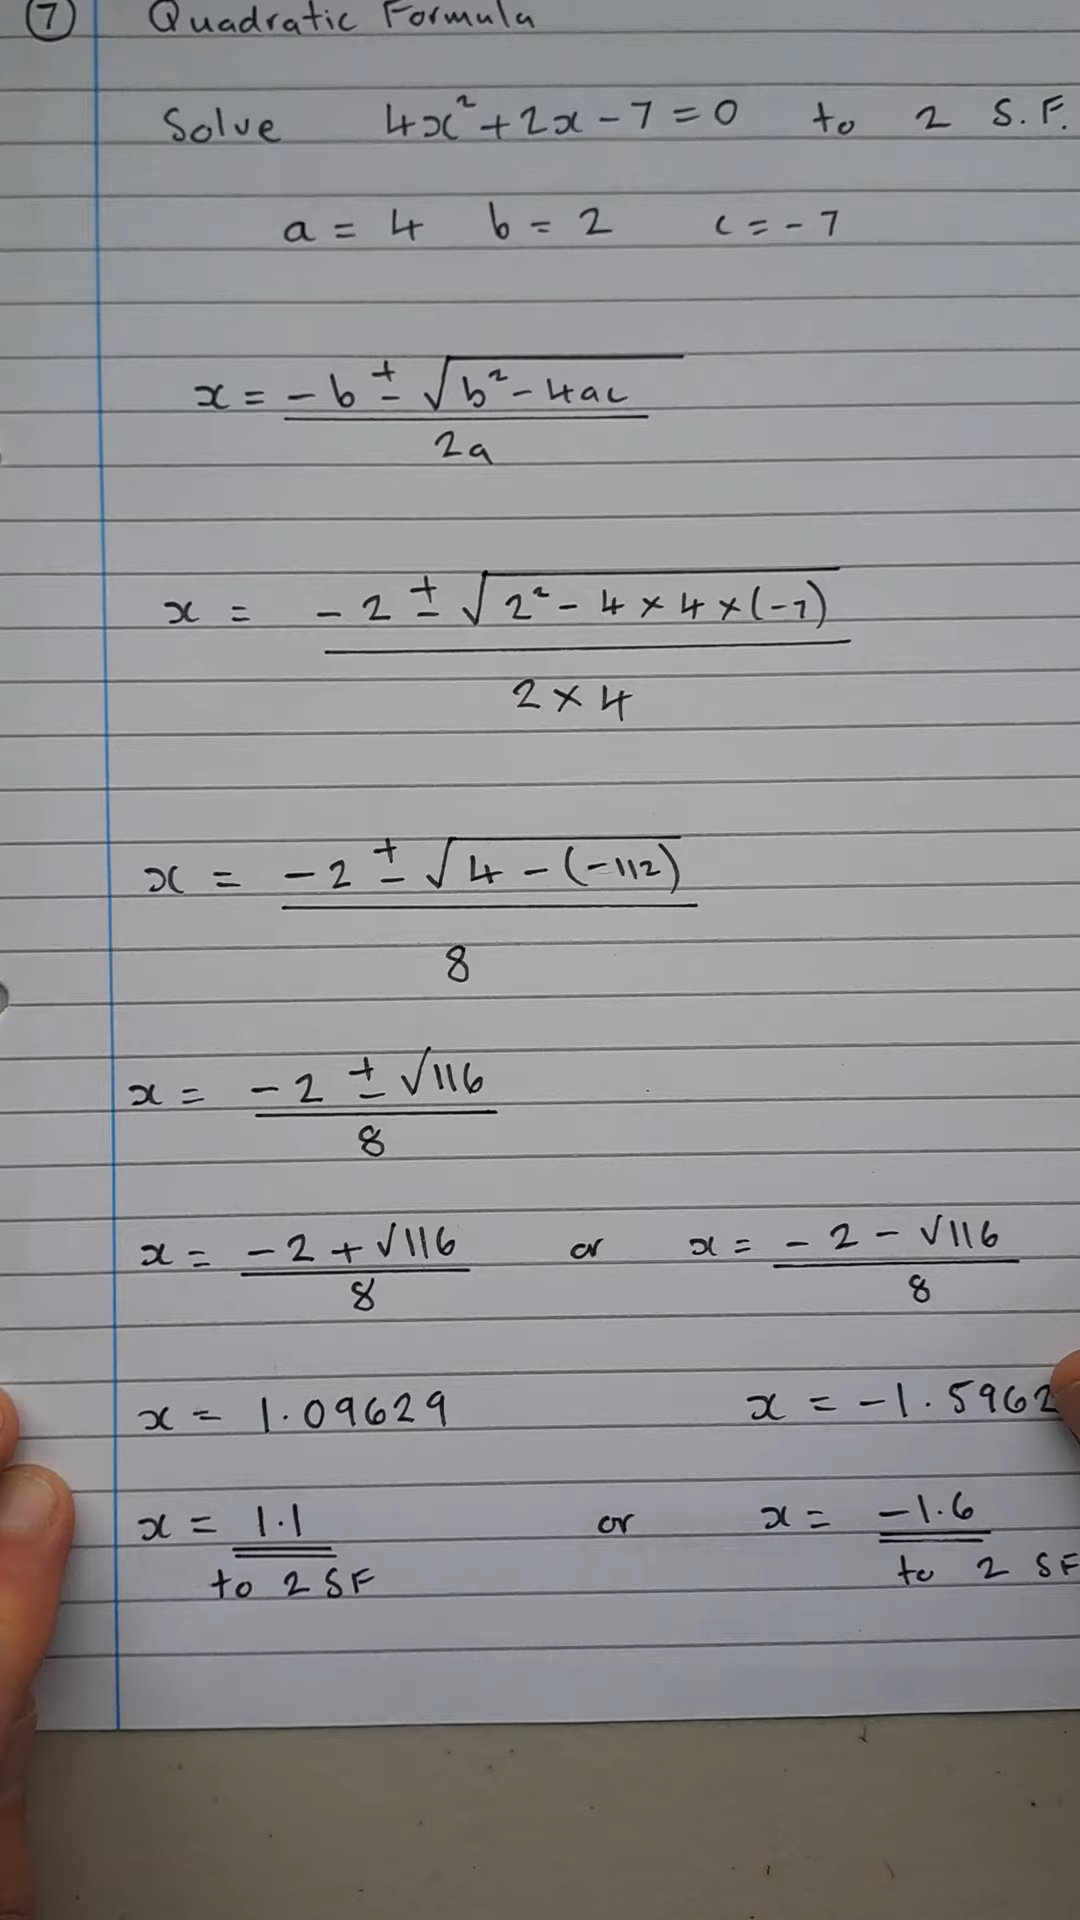 7 Quadratic Formula
Solve 4x² + 2x - 7 = 0 to 2 S.F.
a = 4 b = 2 c = -7
x = -b ± √b² - 4ac
2a
x = -2 ± √2² - 4 × 4 × (-7)
2 × 4
x = -2 ± √4 - (-112)
8
x = -2 ± √116
8
x = -2 + √116 or x = -2 - √116
8 8
x = 1.09629 x = -1.5962
x = 1.1 or x = -1.6
to 2 SF to 2 SF